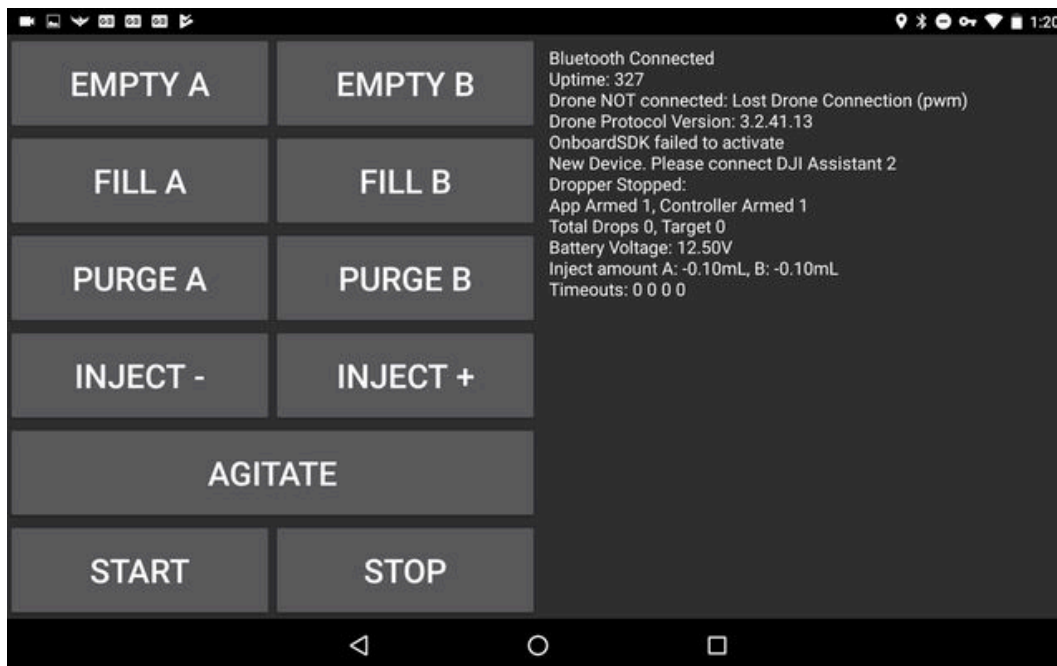 1:20
EMPTY A
EMPTY B
FILL A
FILL B
PURGE A
PURGE B
INJECT -
INJECT +
AGITATE
START
STOP
Bluetooth Connected
Uptime: 327
Drone NOT connected: Lost Drone Connection (pwm)
Drone Protocol Version: 3.2.41.13
OnboardSDK failed to activate
New Device. Please connect DJI Assistant 2
Dropper Stopped:
App Armed 1, Controller Armed 1
Total Drops 0, Target 0
Battery Voltage: 12.50V
Inject amount A: -0.10mL, B: -0.10mL
Timeouts: 0 0 0 0